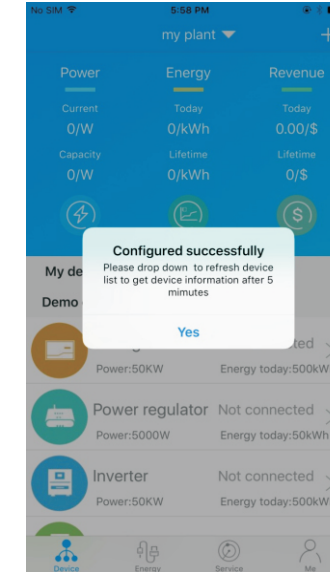 No SIM 5:58 PM
my plant
Power Energy Revenue
Current Today Today
0/W 0/kWh 0.00/$
Capacity Lifetime Lifetime
0/W 0/kWh 0/$
Configured successfully
Please drop down to refresh device
list to get device information after 5
mimutes
Yes
My de
Demo
ted
Power:50KW Energy today:500kW
Power regulator Not connected
Power:5000W Energy today:50kWh
Inverter Not connected
Power:50KW Energy today:500kW
Device Energy Service Me